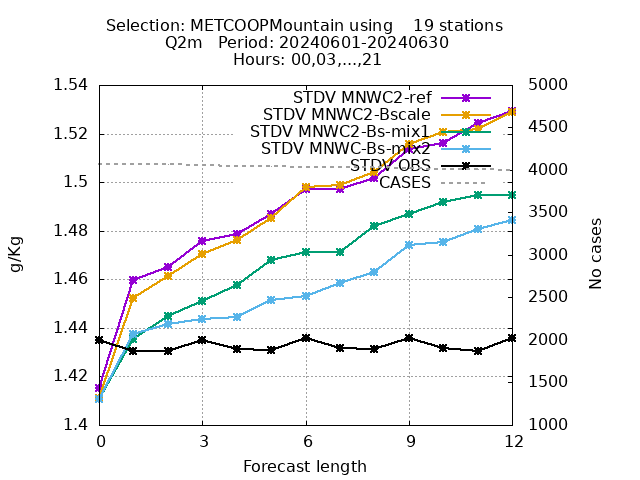 Selection: METCOOPMountain using    19 stations
Q2m   Period: 20240601-20240630
Hours: 00,03,...,21
STDV MNWC2-ref
STDV MNWC2-Bscale
STDV MNWC2-Bs-mix1
STDV MNWC-Bs-mix2
STDV OBS
CASES
g/Kg
1.54
1.52
1.5
1.48
1.46
1.44
1.42
1.4
5000
4500
4000
3500
3000
2500
2000
1500
1000
No cases
0 3 6 9 12
Forecast length